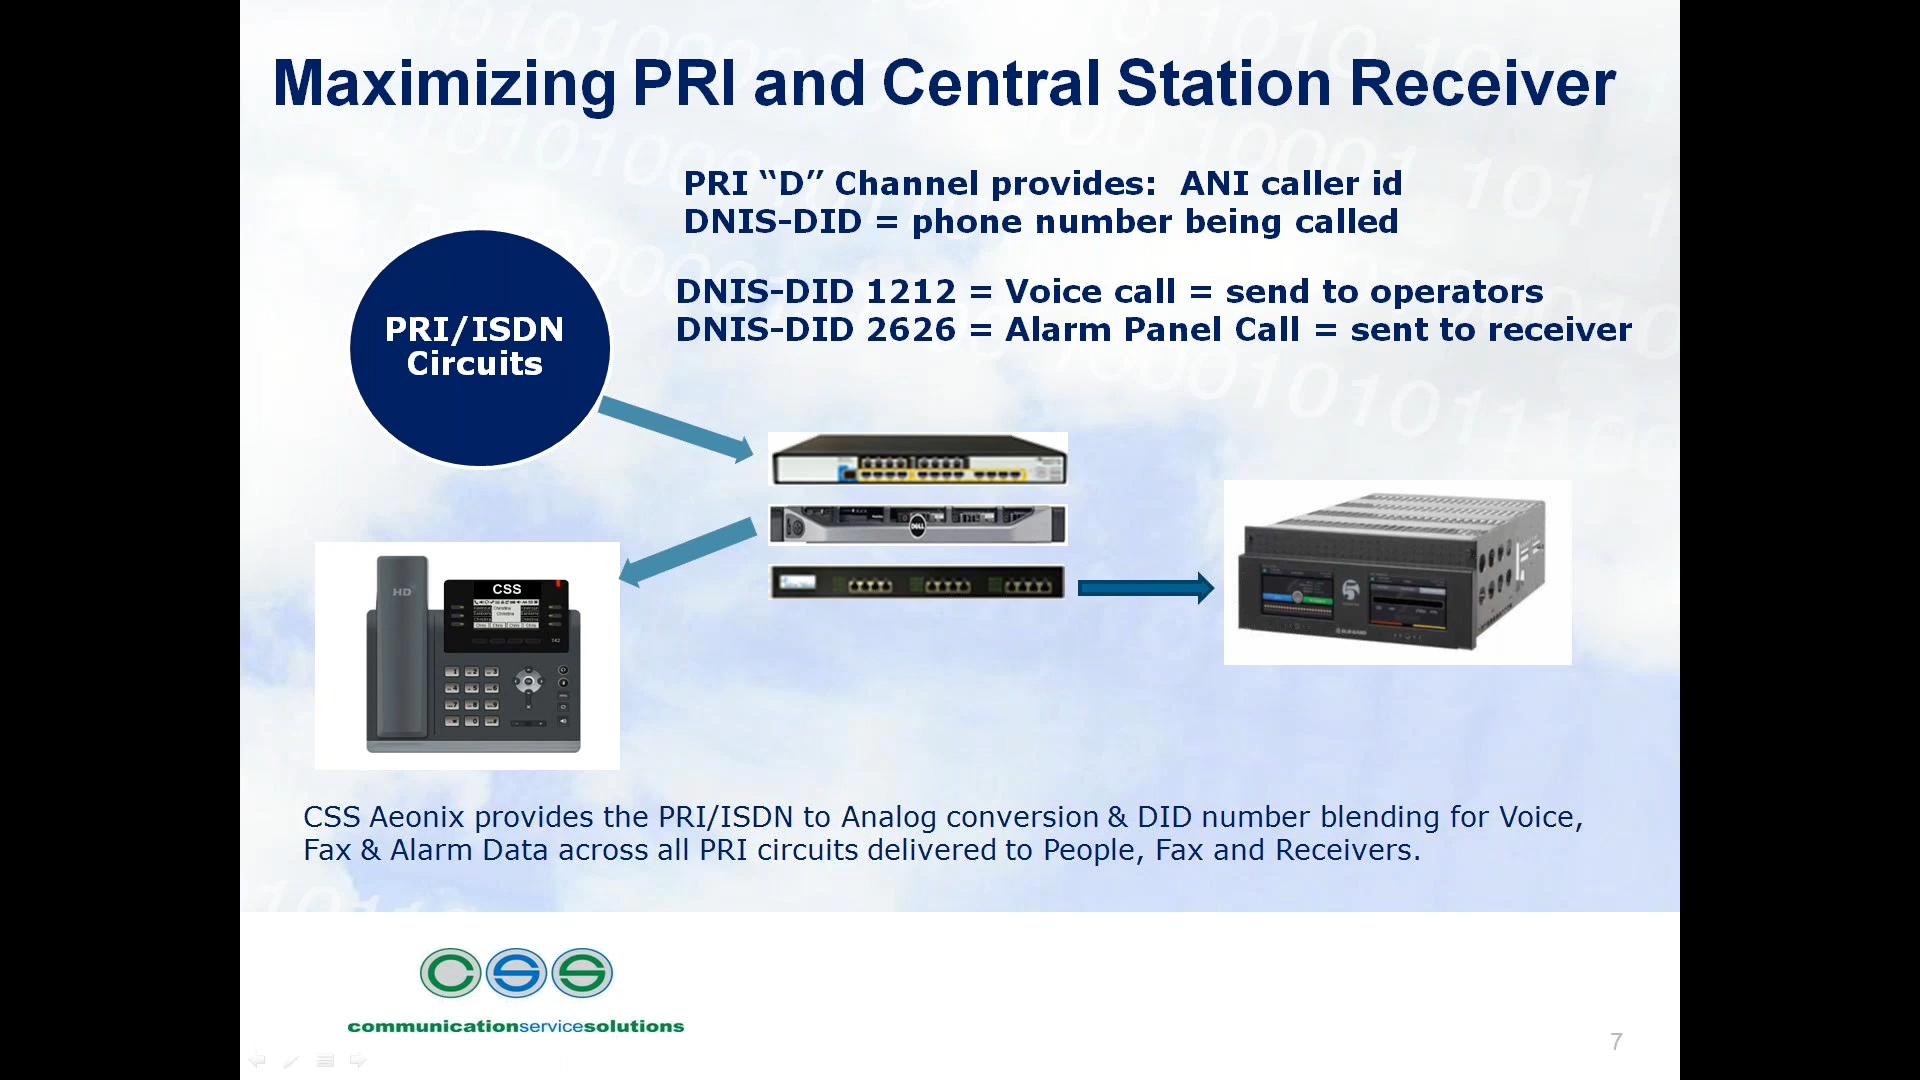 Maximizing PRI and Central Station Receiver
PRI “D” Channel provides:  ANI caller id
DNIS-DID = phone number being called
DNIS-DID 1212 = Voice call = send to operators
DNIS-DID 2626 = Alarm Panel Call = sent to receiver
PRI/ISDN
Circuits
DELL
HD
CSS
CSS Aeonix provides the PRI/ISDN to Analog conversion & DID number blending for Voice,
Fax & Alarm Data across all PRI circuits delivered to People, Fax and Receivers.
CSS
communicationservicesolutions
7